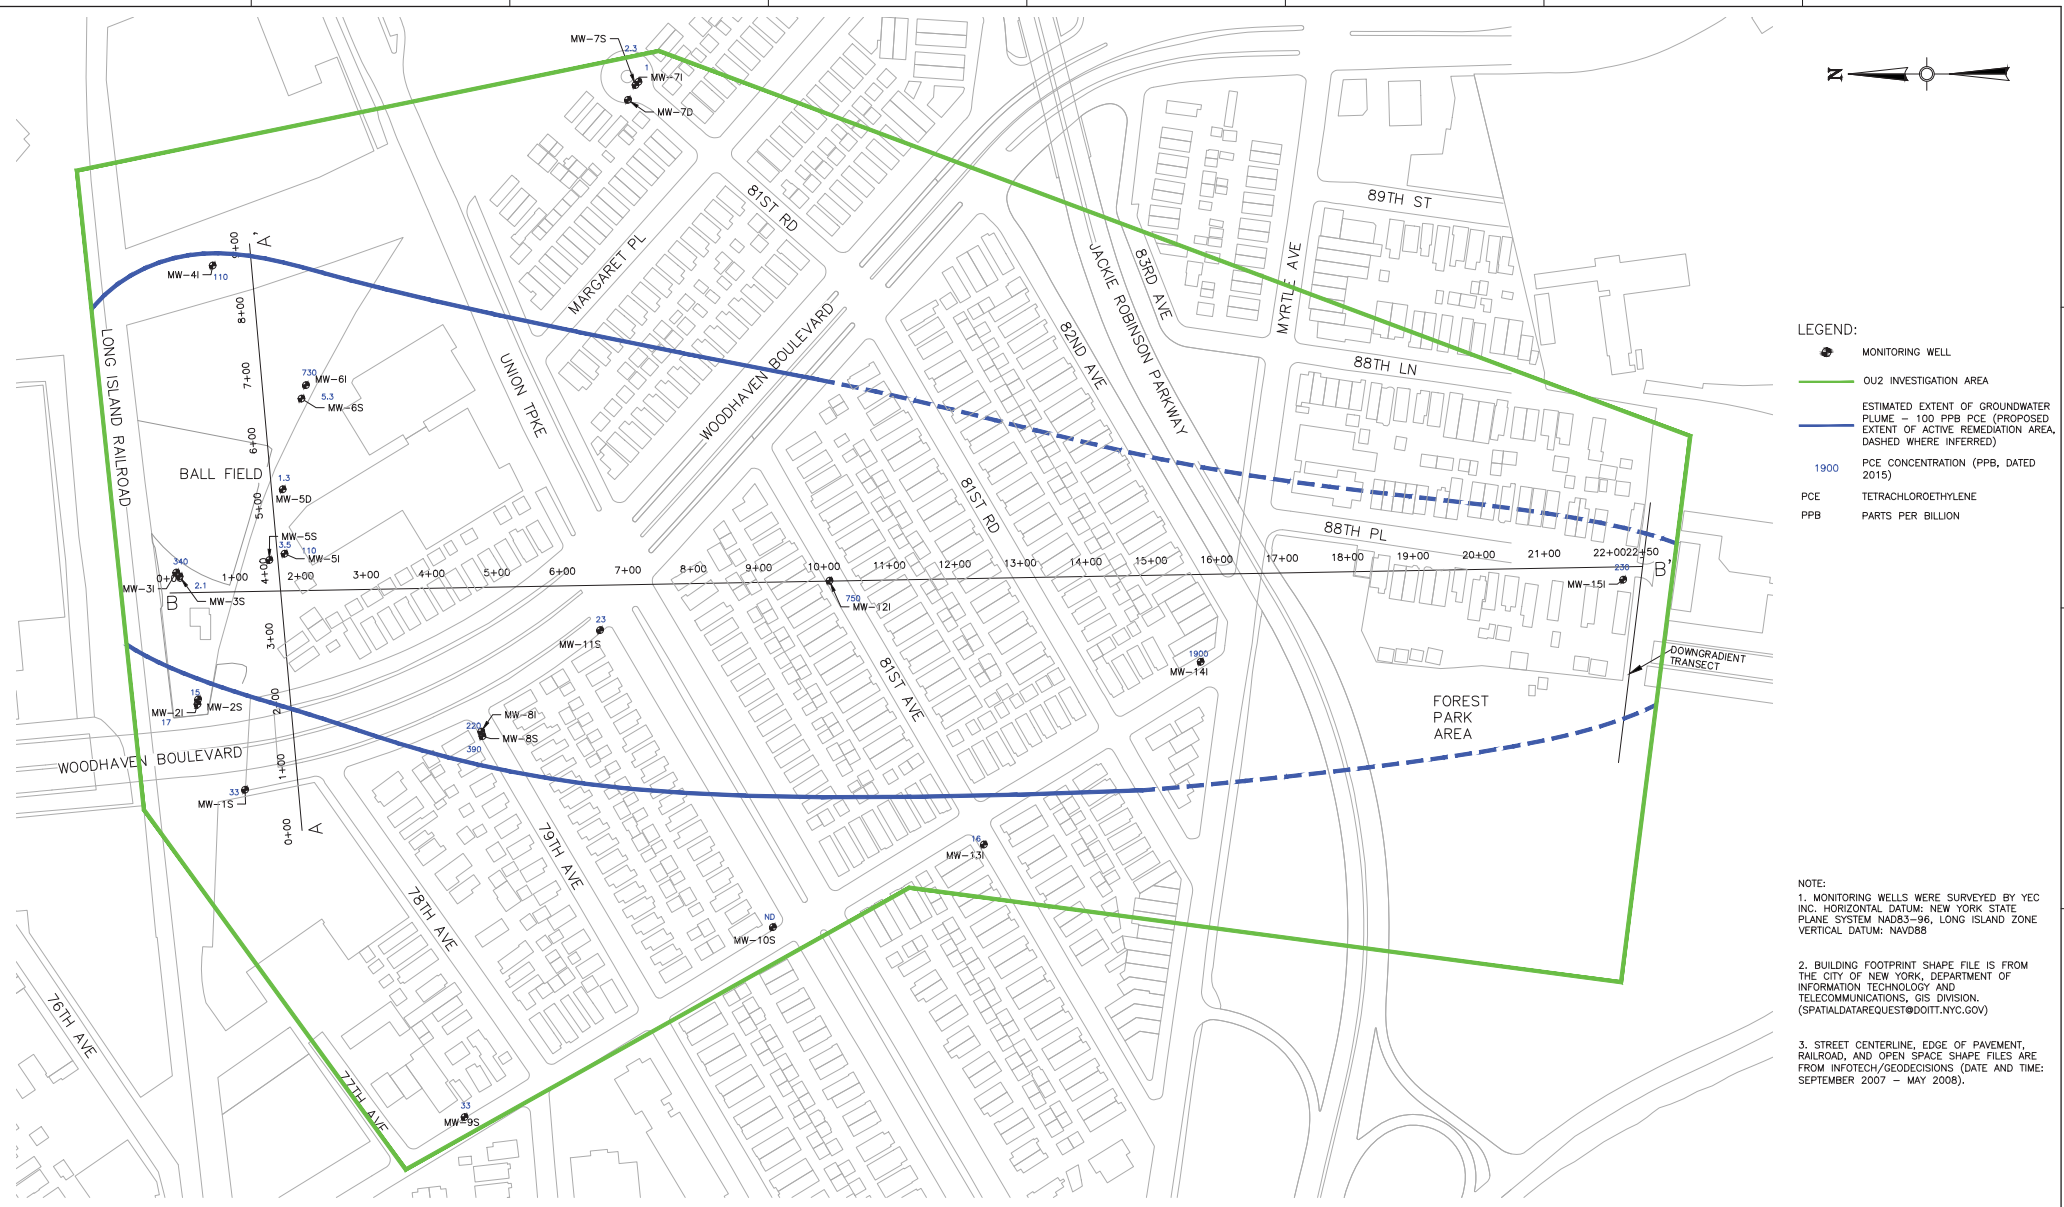 MW-7S
2.3
1
MW-7I
MW-7D
N
81ST RD
MARGARET PL
89TH ST
A'
9+00
MW-4I
110
8+00
7+00
JACKIE ROBINSON PARKWAY
83RD AVE
MYRTLE AVE
82ND AVE
WOODHAVEN BOULEVARD
UNION TPKE
LONG ISLAND RAILROAD
730
MW-6I
5.3
MW-6S
88TH LN
6+00
BALL FIELD
1.3
MW-5D
5+00
81ST RD
MW-5S
3.5
110
MW-5I
4+00
88TH PL
340
MW-3I
2.1
MW-3S
B
0+00
1+00
2+00
3+00
4+00
5+00
6+00
7+00
8+00
9+00
10+00
11+00
12+00
13+00
14+00
15+00
16+00
17+00
18+00
19+00
20+00
21+00
22+00
22+50
B'
750
MW-12I
230
MW-15I
3+00
23
MW-11S
81ST AVE
1900
MW-14I
DOWNGRADIENT
TRANSECT
FOREST
PARK
AREA
15
MW-2I
MW-2S
17
2+00
220
MW-8I
MW-8S
390
WOODHAVEN BOULEVARD
1+00
33
MW-1S
0+00
A
79TH AVE
16
MW-13I
78TH AVE
ND
MW-10S
76TH AVE
77TH AVE
33
MW-9S
LEGEND:
MONITORING WELL
OU2 INVESTIGATION AREA
ESTIMATED EXTENT OF GROUNDWATER
PLUME – 100 PPB PCE (PROPOSED
EXTENT OF ACTIVE REMEDIATION AREA,
DASHED WHERE INFERRED)
1900 PCE CONCENTRATION (PPB, DATED
2015)
PCE TETRACHLOROETHYLENE
PPB PARTS PER BILLION
NOTE:
1. MONITORING WELLS WERE SURVEYED BY YEC
INC. HORIZONTAL DATUM: NEW YORK STATE
PLANE SYSTEM NAD83–96, LONG ISLAND ZONE
VERTICAL DATUM: NAVD88
2. BUILDING FOOTPRINT SHAPE FILE IS FROM
THE CITY OF NEW YORK, DEPARTMENT OF
INFORMATION TECHNOLOGY AND
TELECOMMUNICATIONS, GIS DIVISION.
(SPATIALDATAREQUEST@DOITT.NYC.GOV)
3. STREET CENTERLINE, EDGE OF PAVEMENT,
RAILROAD, AND OPEN SPACE SHAPE FILES ARE
FROM INFOTECH/GEODECISIONS (DATE AND TIME:
SEPTEMBER 2007 – MAY 2008).